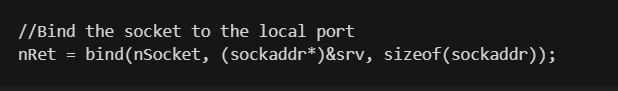 //Bind the socket to the local port
nRet = bind(nSocket, (sockaddr*)&srv, sizeof(sockaddr));